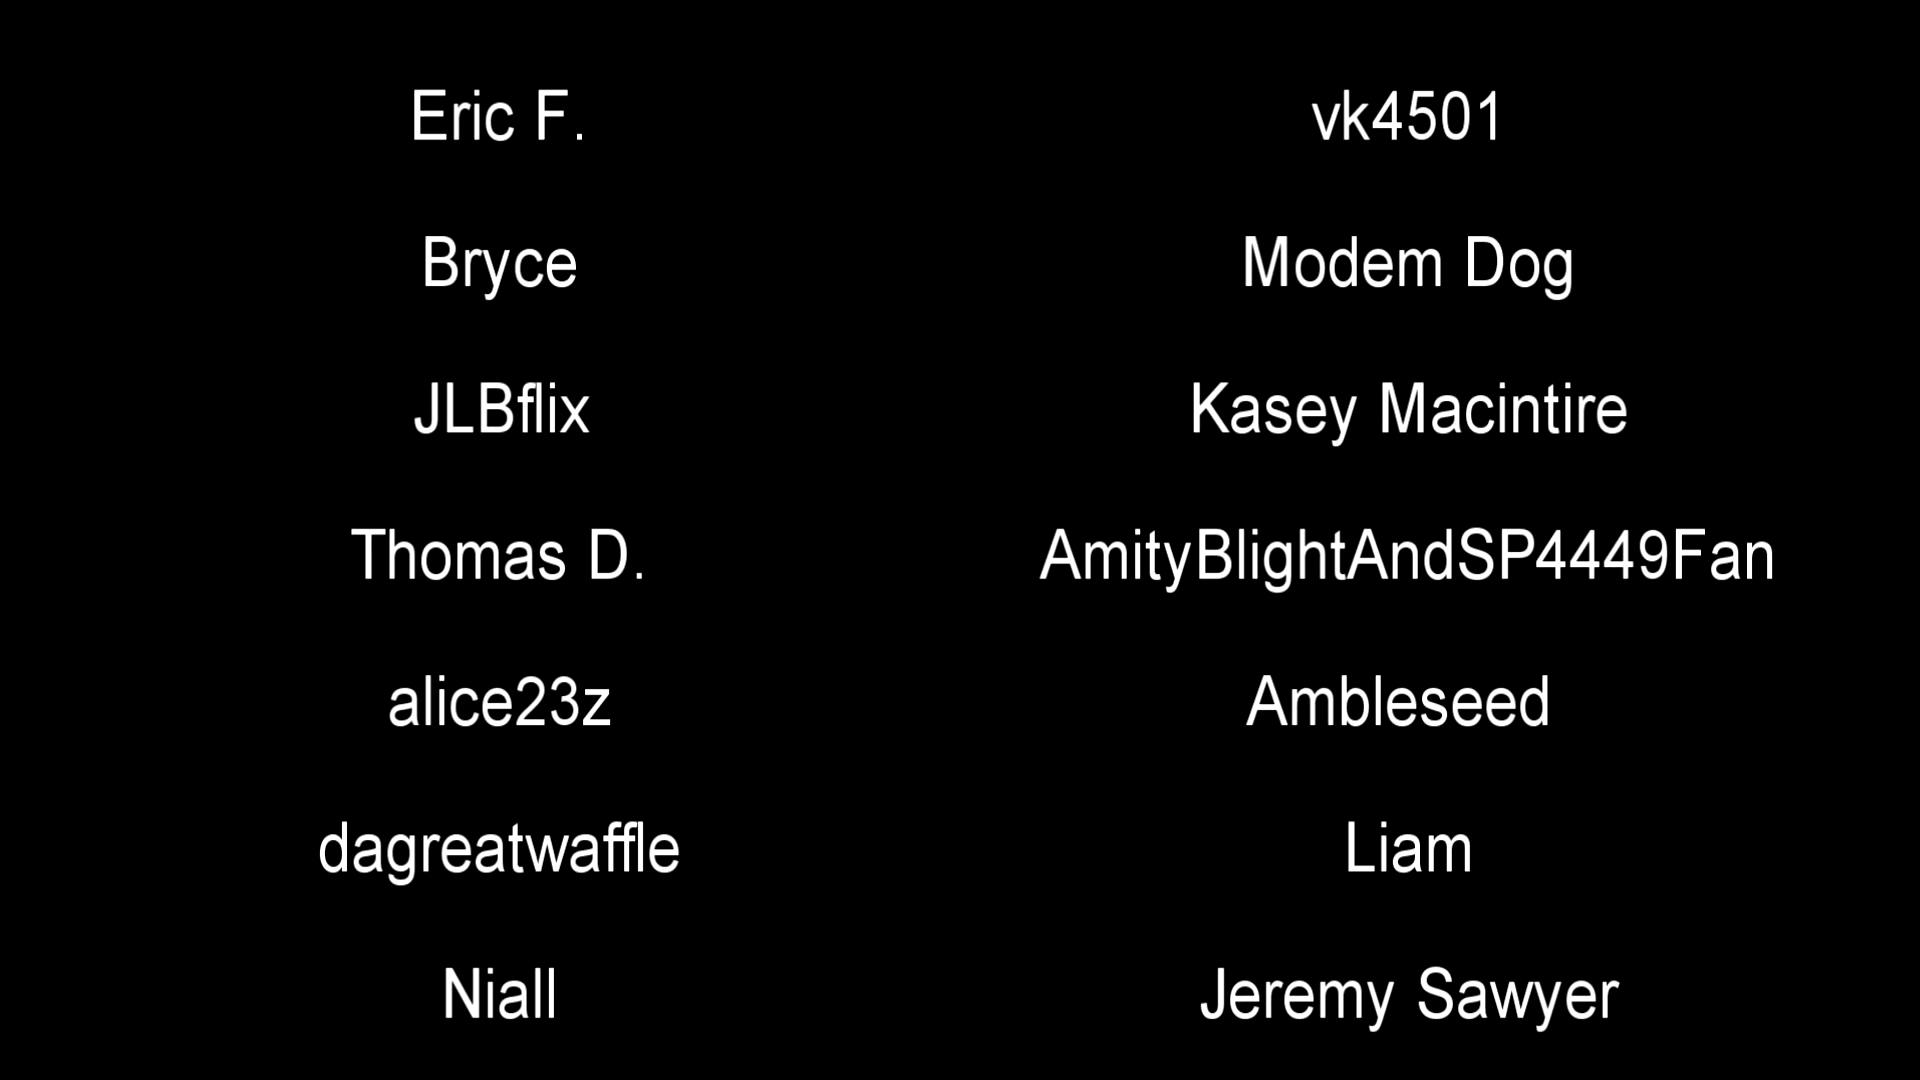 Eric F.
vk4501
Bryce
Modem Dog
JLBflix
Kasey Macintire
Thomas D.
AmityBlightAndSP4449Fan
alice23z
Ambleseed
dagreatwaffle
Liam
Niall
Jeremy Sawyer